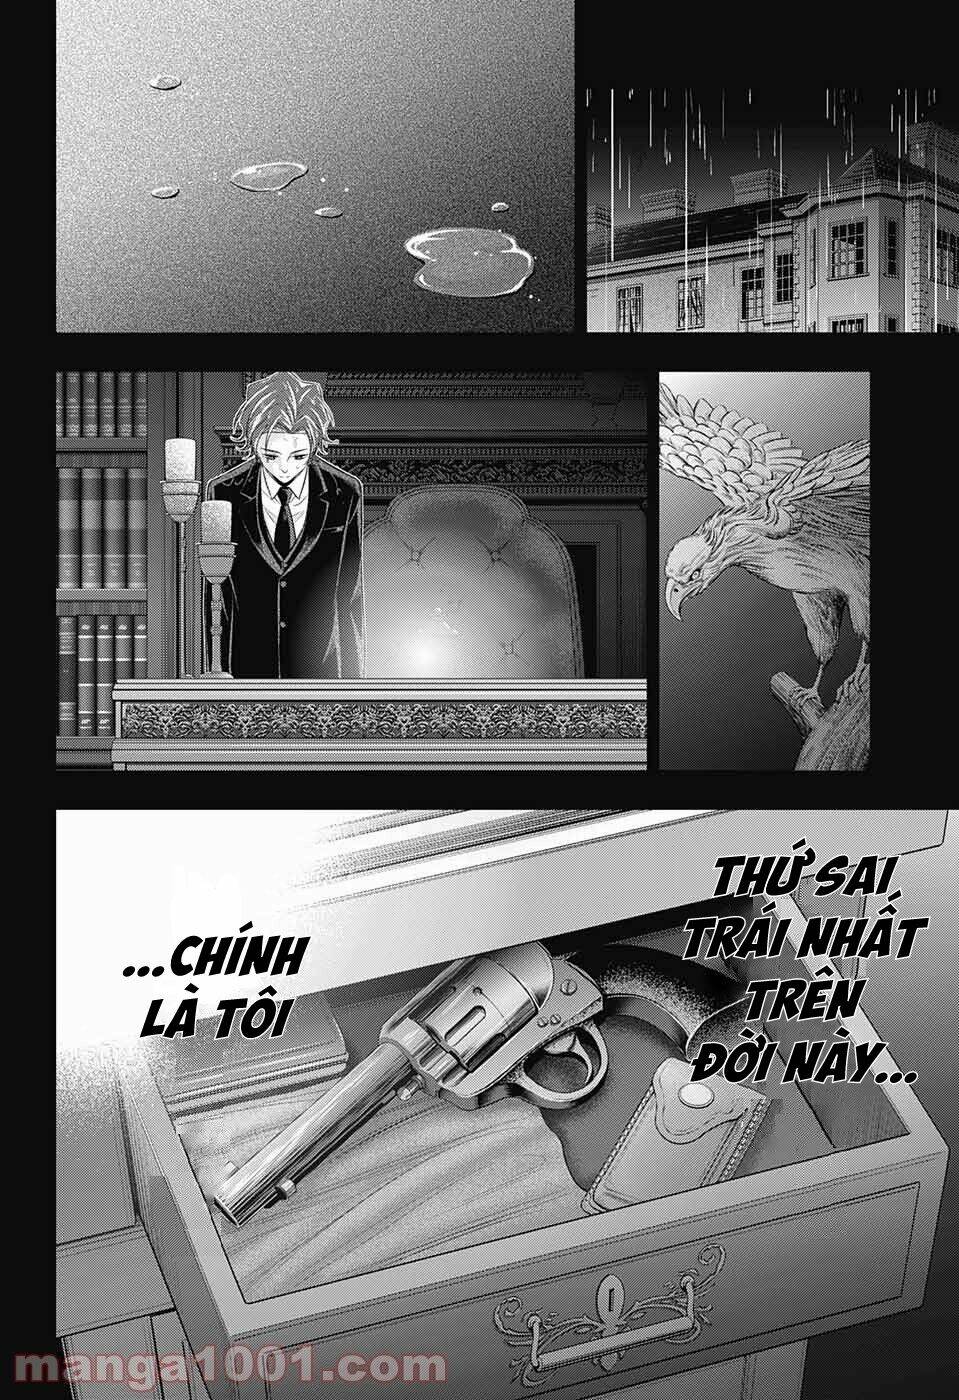 THỨ SAI
TRÁI NHẤT
TRÊN
ĐỜI NÀY...
...CHÍNH
LÀ TÔI
manga1001.com